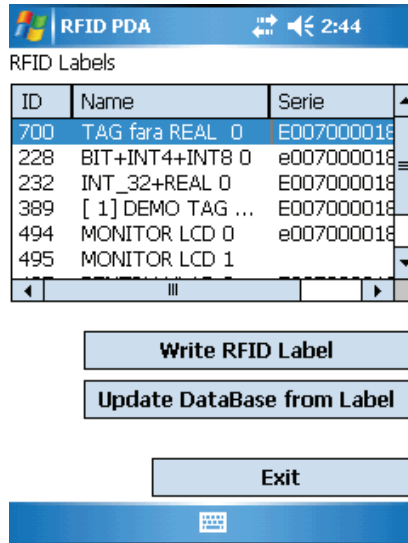 RFID PDA 2:44
RFID Labels
ID Name Serie
700 TAG fara REAL 0 E007000018
228 BIT+INT4+INT8 0 e007000018
232 INT_32+REAL 0 E007000018
389 [ 1] DEMO TAG ... E007000018
494 MONITOR LCD 0 e007000018
495 MONITOR LCD 1
Write RFID Label
Update DataBase from Label
Exit